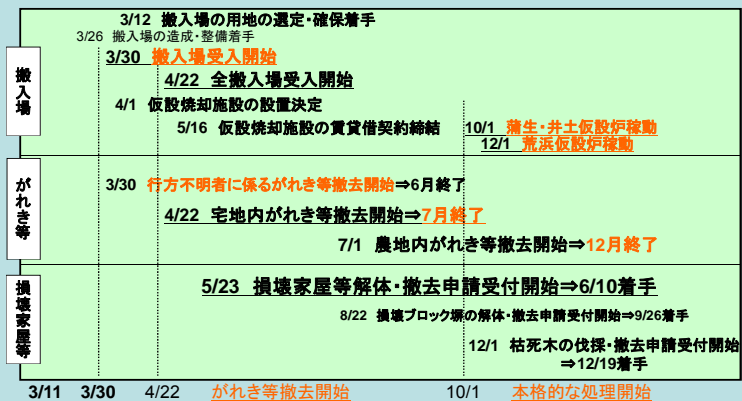 搬入場
3/12 搬入場の用地の選定・確保着手
3/26 搬入場の造成・整備着手
3/30 搬入場受入開始
4/22 全搬入場受入開始
4/1 仮設焼却施設の設置決定
5/16 仮設焼却施設の賃貸借契約締結
10/1 蒲生・井土仮設炉稼動
12/1 荒浜仮設炉稼動
がれき等
3/30 行方不明者に係るがれき等撤去開始⇒6月終了
4/22 宅地内がれき等撤去開始⇒7月終了
7/1 農地内がれき等撤去開始⇒12月終了
損壊家屋等
5/23 損壊家屋等解体・撤去申請受付開始⇒6/10着手
8/22 損壊ブロック塀の解体・撤去申請受付開始⇒9/26着手
12/1 枯死木の伐採・撤去申請受付開始
⇒12/19着手
3/11 3/30 4/22 がれき等撤去開始 10/1 本格的な処理開始